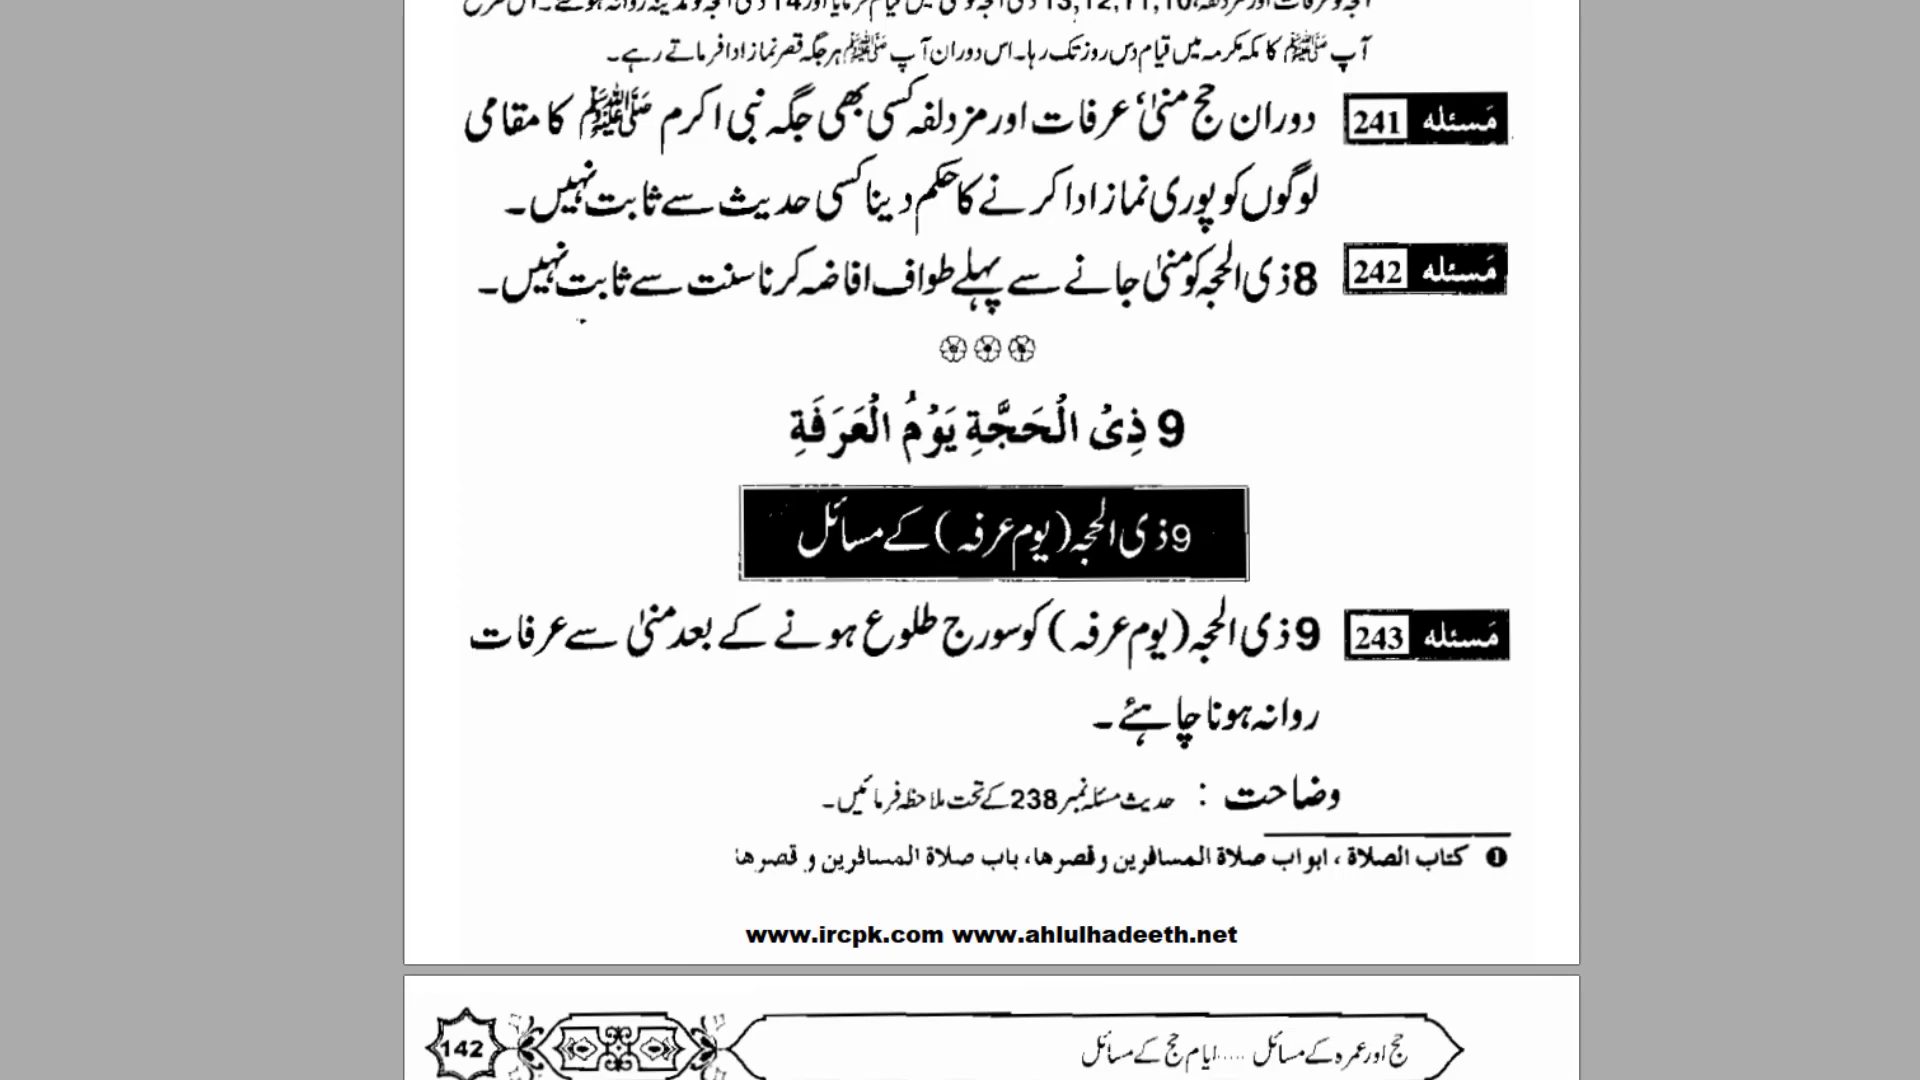 آپ ﷺ کا مکہ مکرمہ میں قیام دس روز تک رہا۔ اس دوران آپ ﷺ ہر جگہ قصر نماز ادا فرماتے رہے۔
مَسئله 241 دوران حج منیٰ، عرفات اور مزدلفہ کسی بھی جگہ نبی اکرم ﷺ کا مقامی
لوگوں کو پوری نماز ادا کرنے کا حکم دینا کسی حدیث سے ثابت نہیں۔
مَسئله 242 8 ذی الحجہ کو منیٰ جانے سے پہلے طواف افاضہ کرنا سنت سے ثابت نہیں۔
9 ذِیْ الْحَجَّةِ یَوْمُ الْعَرَفَةِ
9 ذی الحجہ (یوم عرفہ) کے مسائل
مَسئله 243 9 ذی الحجہ (یوم عرفہ) کو سورج طلوع ہونے کے بعد منیٰ سے عرفات
روانہ ہونا چاہئے۔
وضاحت : حدیث مسئلہ نمبر 238 کے تحت ملاحظہ فرمائیں۔
❶ كتاب الصلاة ، ابواب صلاة المسافرين وقصرها، باب صلاة المسافرين و قصرها
www.ircpk.com www.ahlulhadeeth.net
حج اور عمرہ کے مسائل ..... ایام حج کے مسائل
142